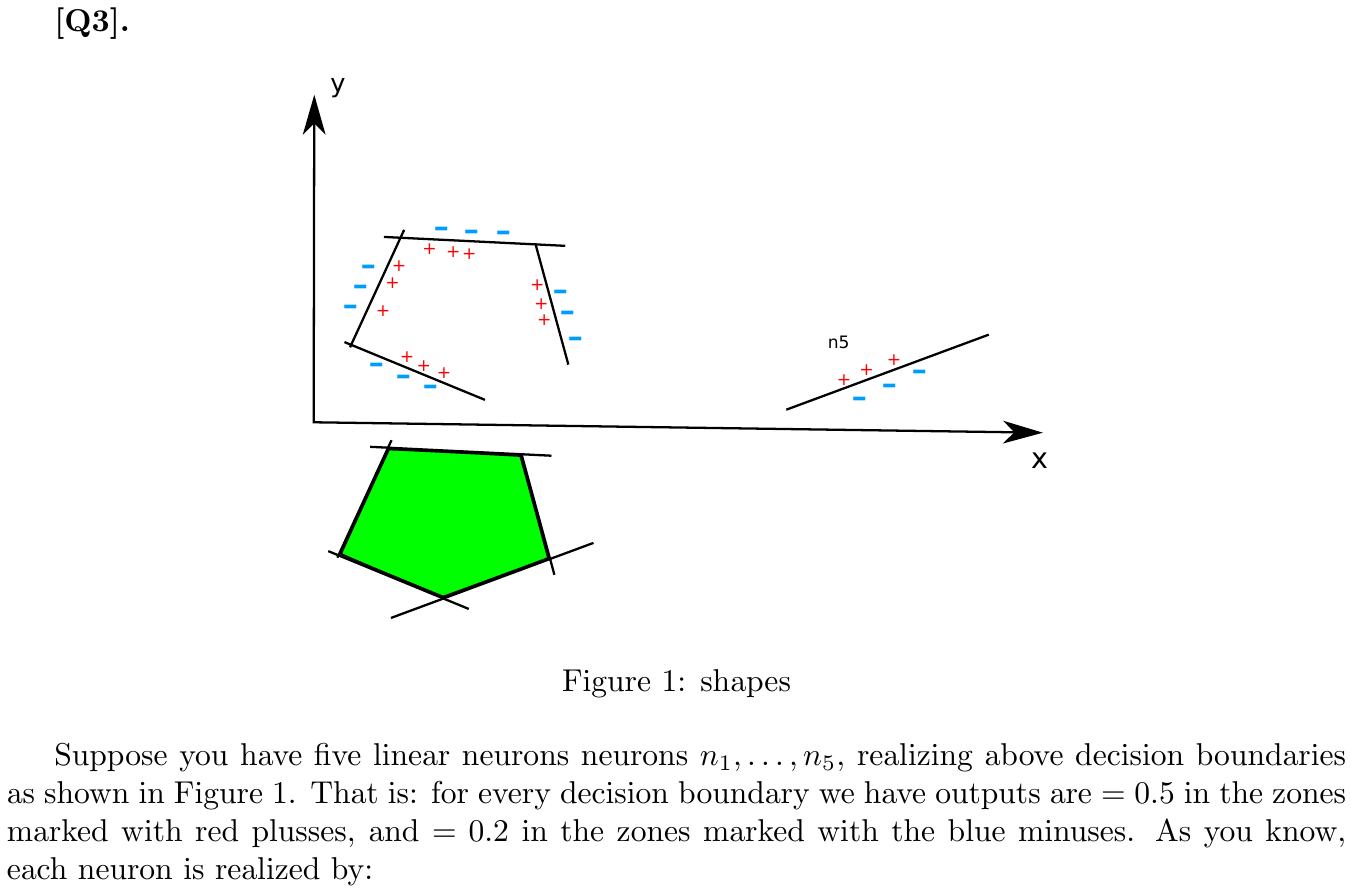 [Q3].
y
n5
x
Figure 1: shapes
Suppose you have five linear neurons neurons n₁, . . . , n₅, realizing above decision boundaries
as shown in Figure 1. That is: for every decision boundary we have outputs are = 0.5 in the zones
marked with red plusses, and = 0.2 in the zones marked with the blue minuses. As you know,
each neuron is realized by: